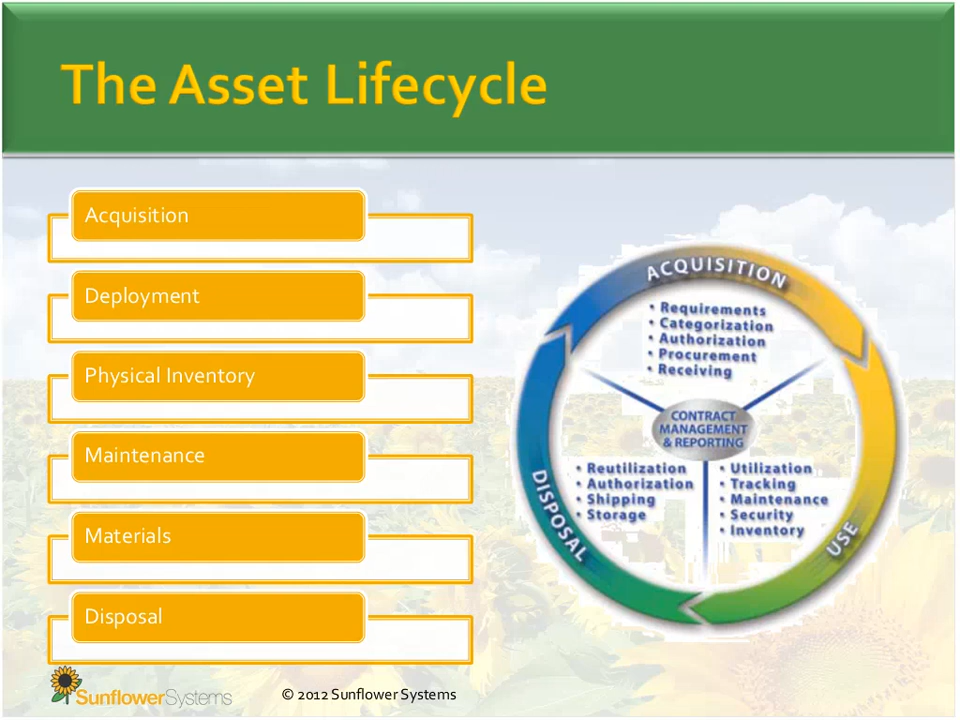 The Asset Lifecycle
Acquisition
Deployment
Physical Inventory
Maintenance
Materials
Disposal
ACQUISITION
• Requirements
• Categorization
• Authorization
• Procurement
• Receiving
CONTRACT
MANAGEMENT
& REPORTING
• Reutilization
• Authorization
• Shipping
• Storage
• Utilization
• Tracking
• Maintenance
• Security
• Inventory
DISPOSAL
USE
SunflowerSystems
© 2012 Sunflower Systems